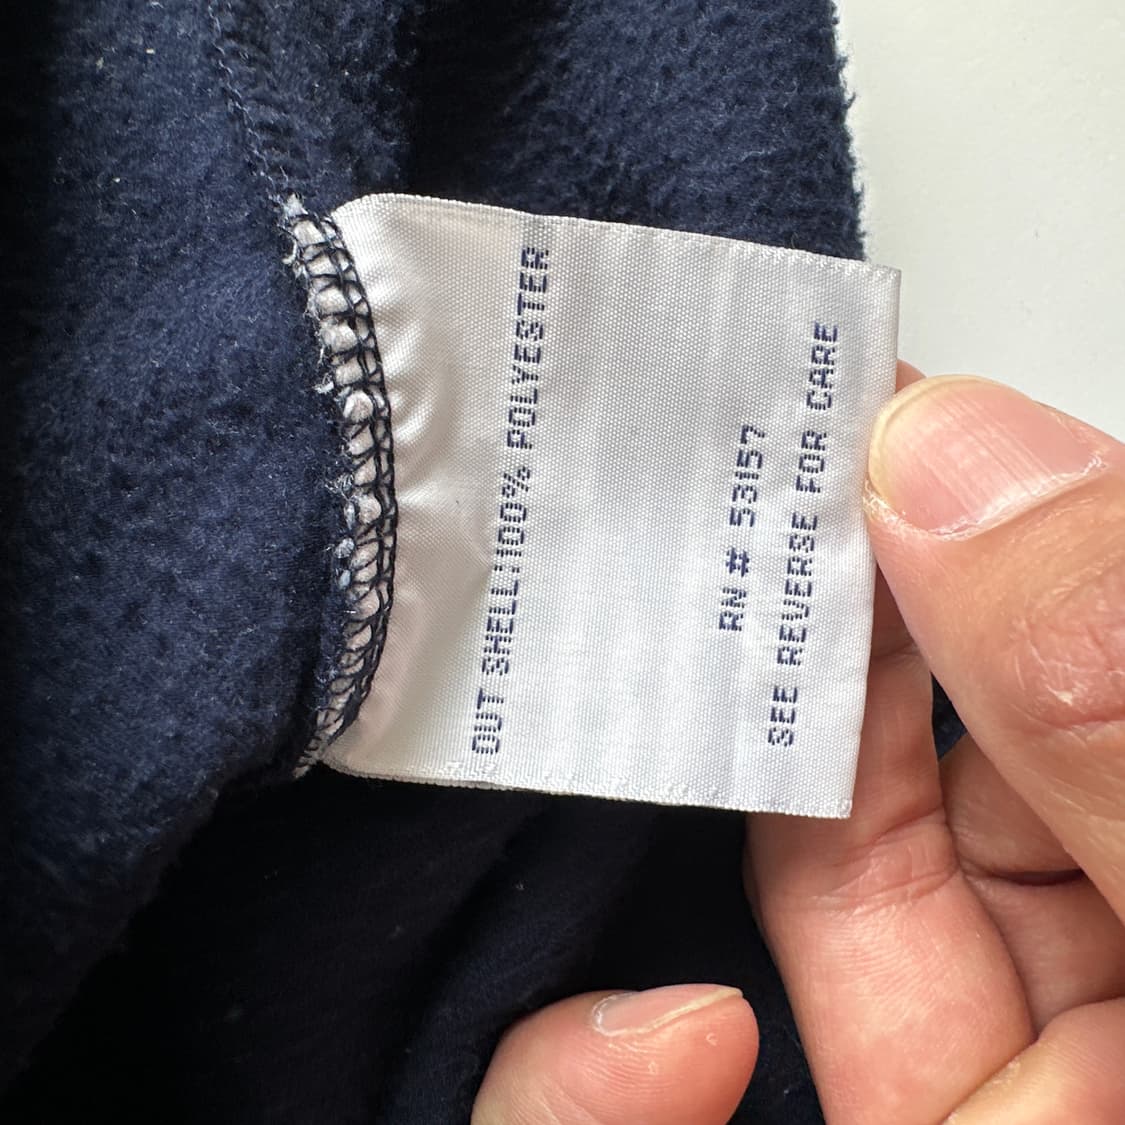 OUT SHELL:100% POLYESTER
RN # 53157
SEE REVERSE FOR CARE